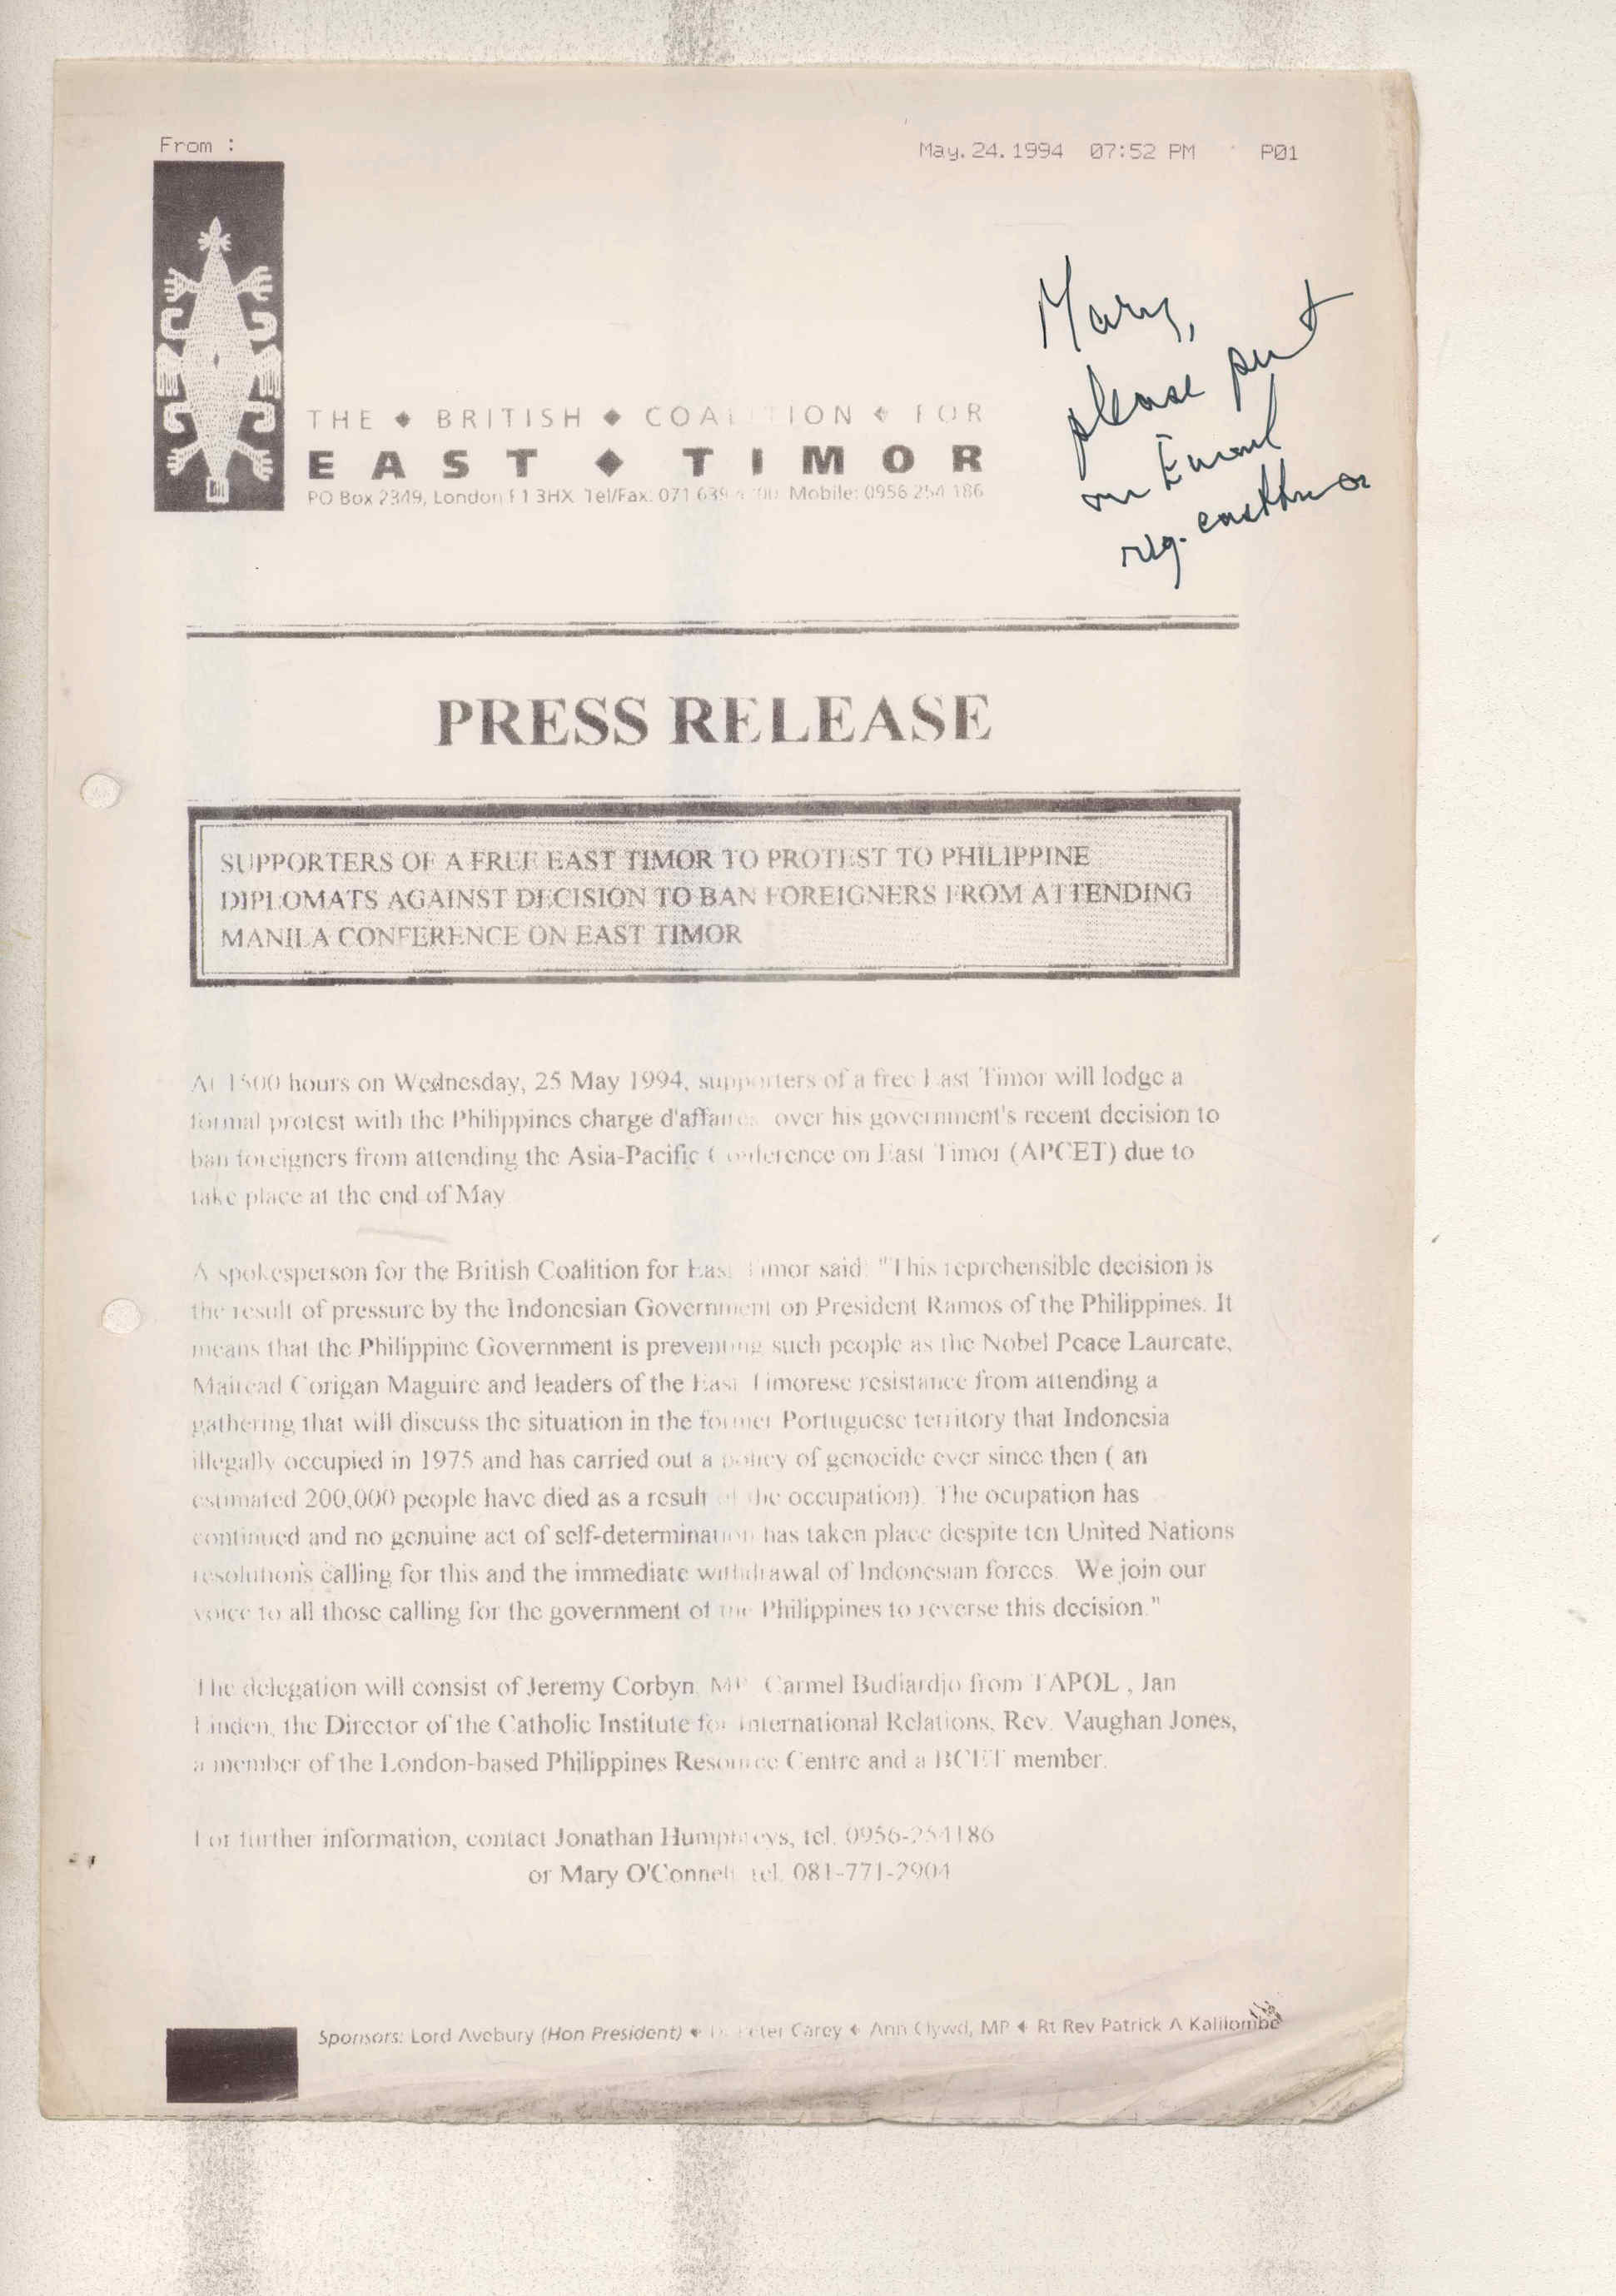 From :
May.24.1994 07:52 PM P01
Mary,
please put
on Email
reg. easttimor
THE ◆ BRITISH ◆ COALITION ◆ FOR
EAST ◆ TIMOR
PO Box 2349, London E1 3HX Tel/Fax: 071 639 Mobile: 0956 254 186
PRESS RELEASE
SUPPORTERS OF A FREE EAST TIMOR TO PROTEST TO PHILIPPINE
DIPLOMATS AGAINST DECISION TO BAN FOREIGNERS FROM ATTENDING
MANILA CONFERENCE ON EAST TIMOR
At 1500 hours on Wednesday, 25 May 1994, supporters of a free East Timor will lodge a
formal protest with the Philippines charge d'affaires over his government's recent decision to
ban foreigners from attending the Asia-Pacific Conference on East Timor (APCET) due to
take place at the end of May
A spokesperson for the British Coalition for East Timor said: "This reprehensible decision is
the result of pressure by the Indonesian Government on President Ramos of the Philippines. It
means that the Philippine Government is preventing such people as the Nobel Peace Laureate,
Mairead Corigan Maguire and leaders of the East Timorese resistance from attending a
gathering that will discuss the situation in the former Portuguese territory that Indonesia
illegally occupied in 1975 and has carried out a policy of genocide ever since then ( an
estimated 200,000 people have died as a result of the occupation). The ocupation has
continued and no genuine act of self-determination has taken place despite ten United Nations
resolutions calling for this and the immediate withdrawal of Indonesian forces. We join our
voice to all those calling for the government of the Philippines to reverse this decision."
The delegation will consist of Jeremy Corbyn, MP, Carmel Budiardjo from TAPOL , Jan
Linden, the Director of the Catholic Institute for International Relations, Rev. Vaughan Jones,
a member of the London-based Philippines Resource Centre and a BCET member.
For further information, contact Jonathan Humphreys, tel. 0956-254186
or Mary O'Connell, tel. 081-771-2904
Sponsors: Lord Avebury (Hon President) ◆ Dr Peter Carey ◆ Ann Clywd, MP ◆ Rt Rev Patrick A Kalilombe